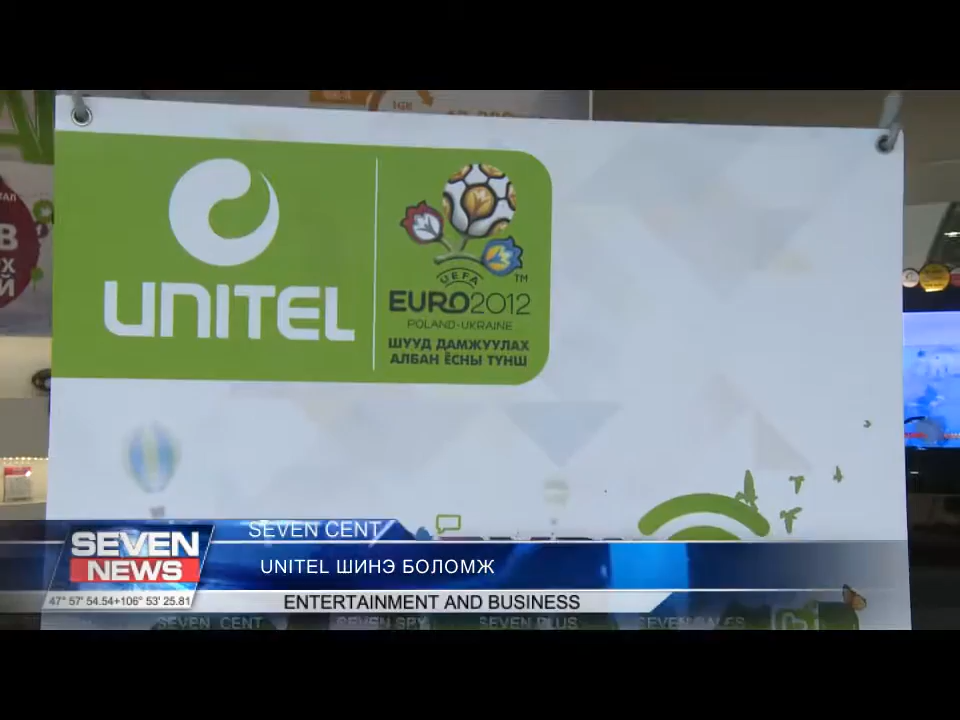 UNITEL
UEFA
TM
EURO2012
POLAND-UKRAINE
ШУУД ДАМЖУУЛАХ
АЛБАН ЁСНЫ ТҮНШ
SEVEN CENT
SEVEN
NEWS
UNITEL ШИНЭ БОЛОМЖ
47° 57' 54.54+106° 53' 25.81
ENTERTAINMENT AND BUSINESS
SEVEN CENT
SEVEN SPY
SEVEN PLUS